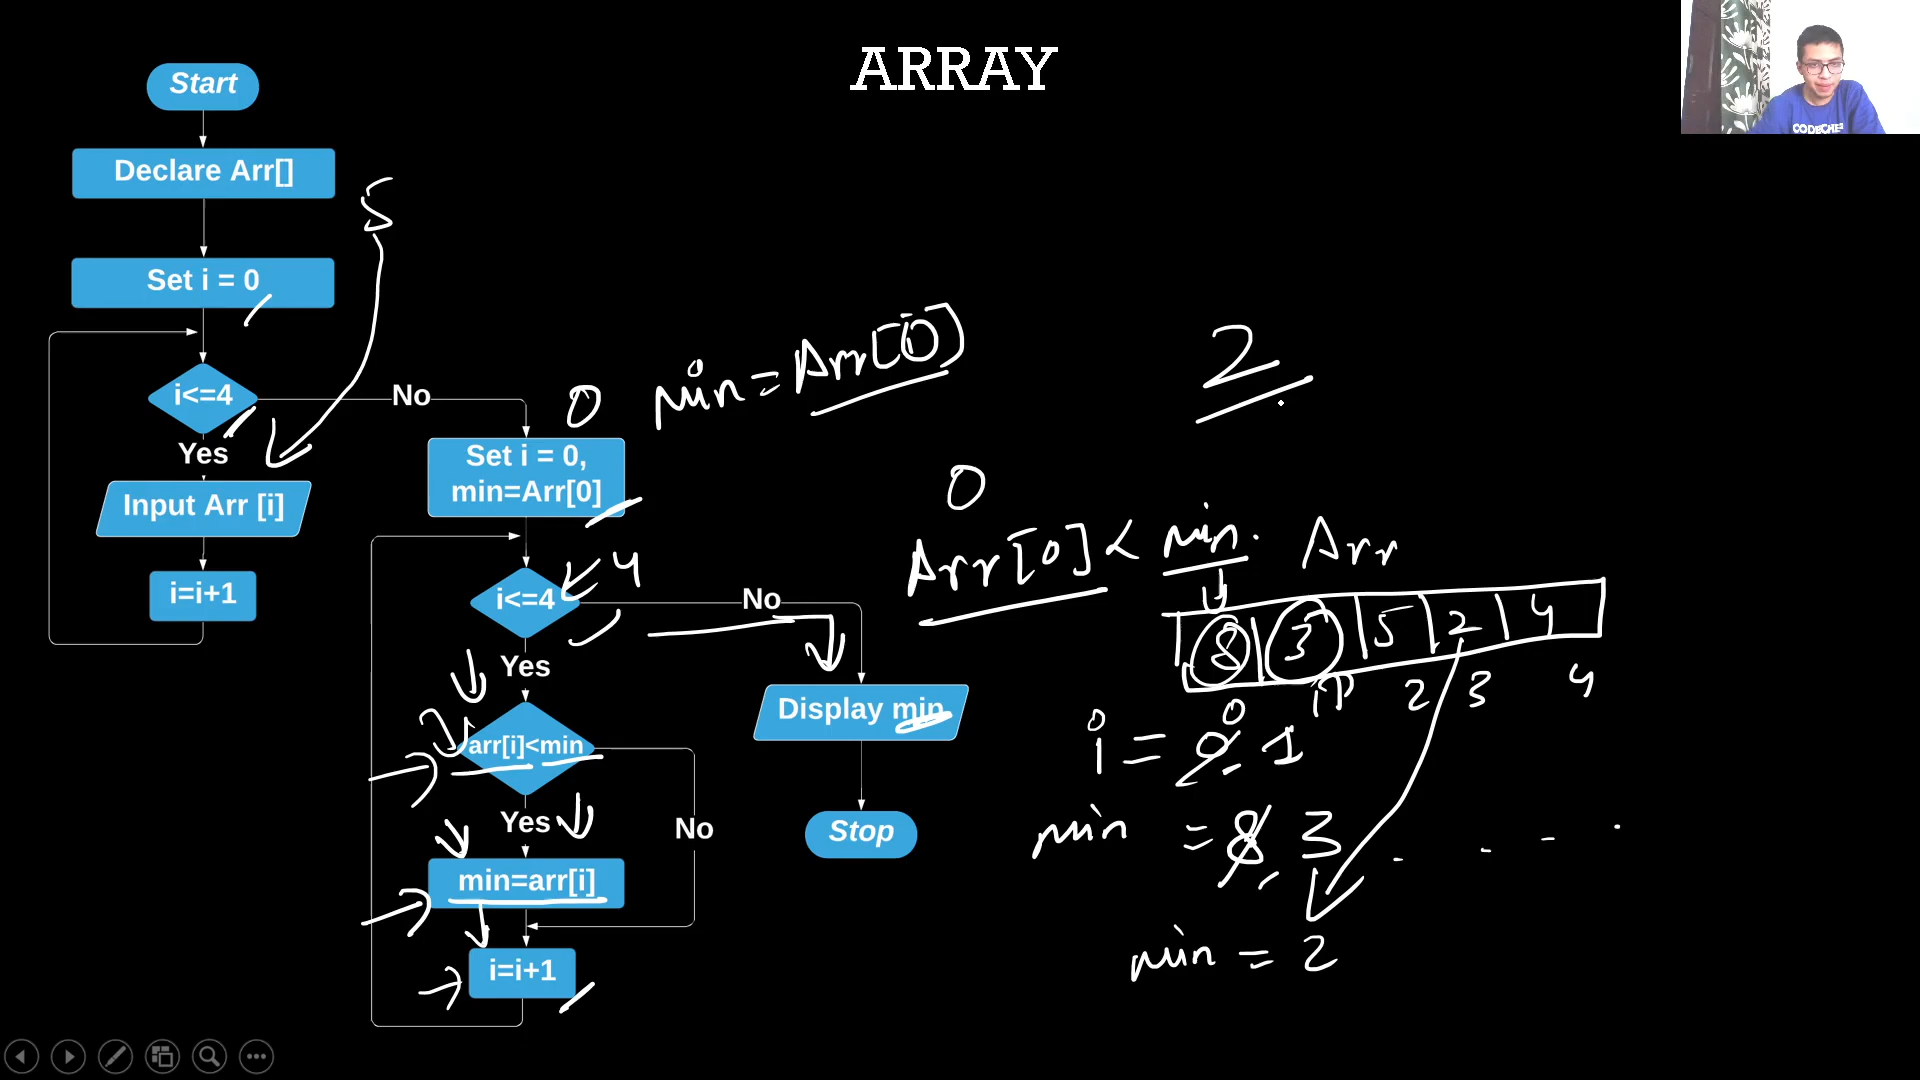 ARRAY
CODECHEF
Start
Declare Arr[]
Set i = 0
i<=4
Yes
No
Input Arr [i]
i=i+1
5
0
Set i = 0,
min=Arr[0]
i<=4
4
No
Yes
arr[i]<min
Yes
No
min=arr[i]
i=i+1
Display min
Stop
min = Arr[0]
2
0
Arr[0] < min.
Arr
8 3 5 2 4
0 1 2 3 4
i = 0 1
min = 8 3
min = 2